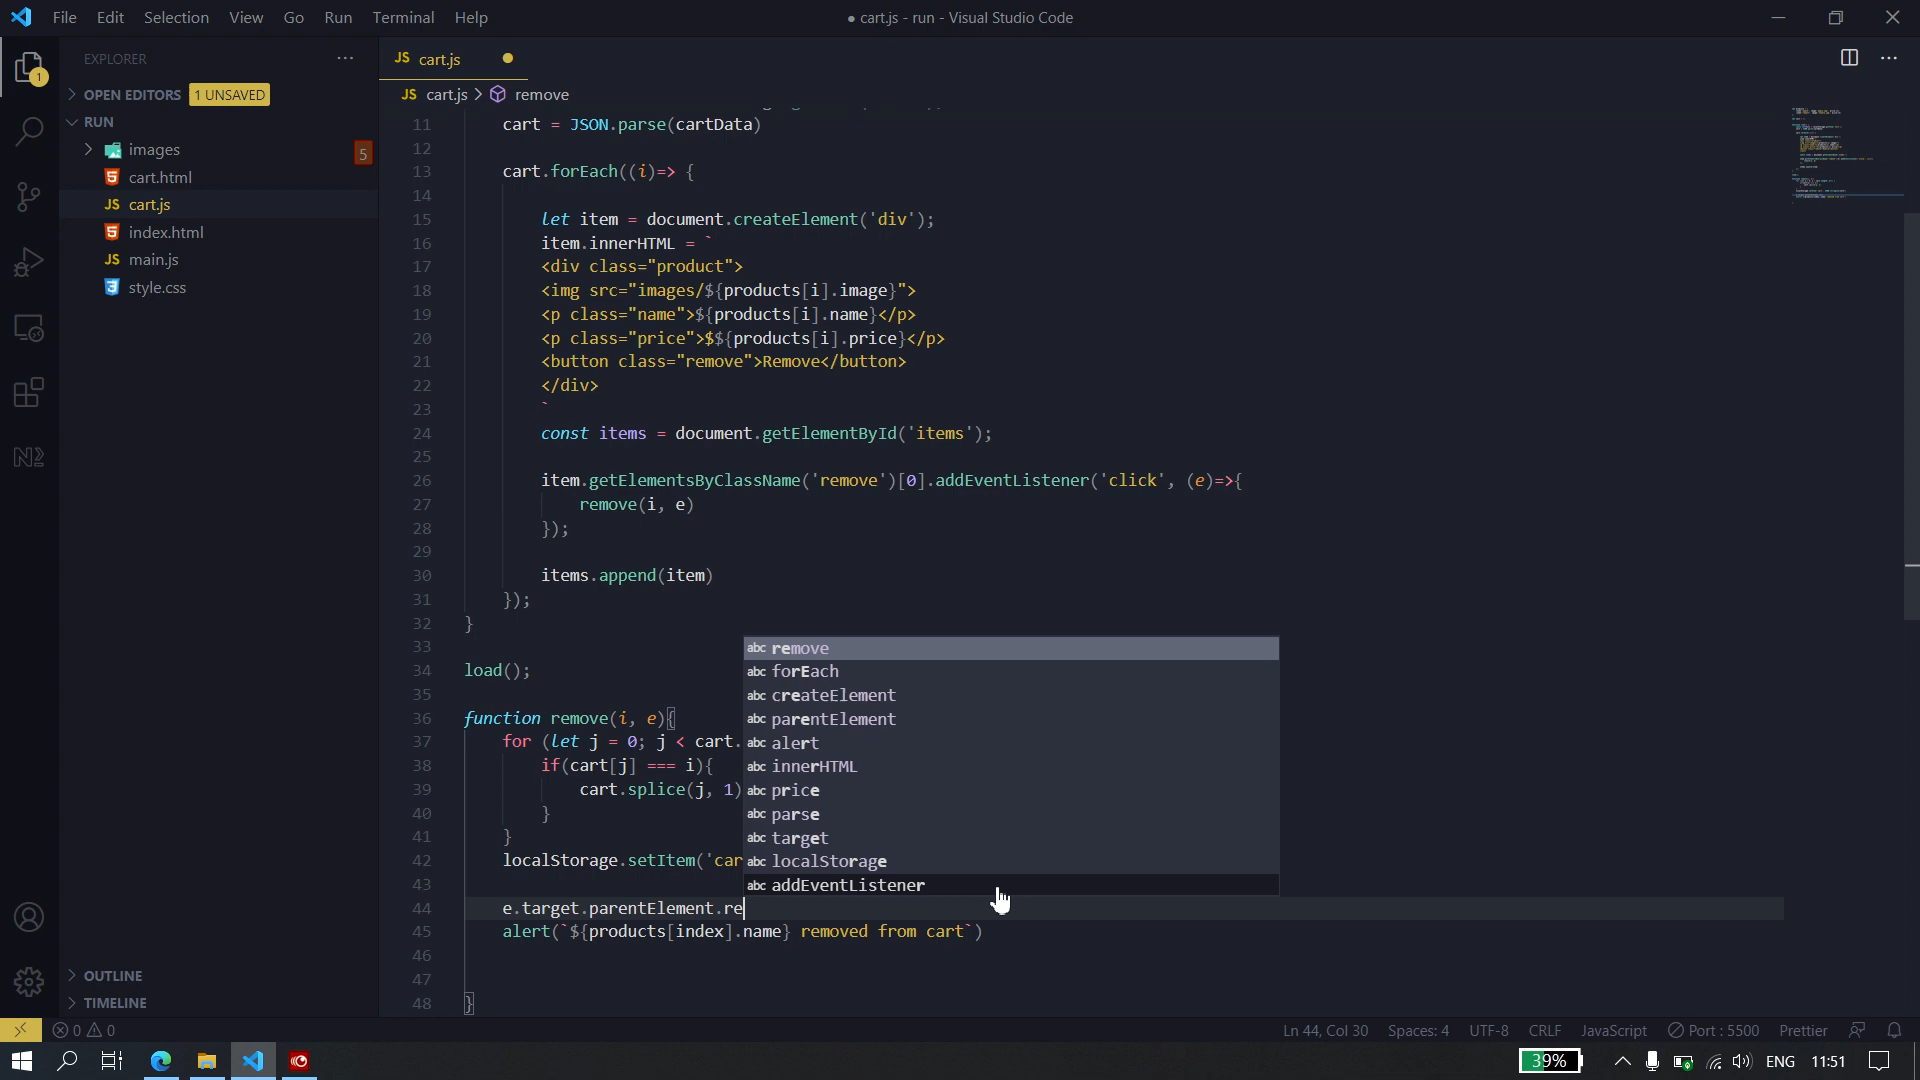 File Edit Selection View Go Run Terminal Help
● cart.js - run - Visual Studio Code
EXPLORER
OPEN EDITORS 1 UNSAVED
RUN
images 5
cart.html
JS cart.js
index.html
JS main.js
style.css
OUTLINE
TIMELINE
1
JS cart.js
JS cart.js > remove
11 cart = JSON.parse(cartData)
12
13 cart.forEach((i)=> {
14
15 let item = document.createElement('div');
16 item.innerHTML = `
17 <div class="product">
18 <img src="images/${products[i].image}">
19 <p class="name">${products[i].name}</p>
20 <p class="price">$${products[i].price}</p>
21 <button class="remove">Remove</button>
22 </div>
23 `
24 const items = document.getElementById('items');
25
26 item.getElementsByClassName('remove')[0].addEventListener('click', (e)=>{
27 remove(i, e)
28 });
29
30 items.append(item)
31 });
32 }
33
34 load();
35
36 function remove(i, e){
37 for (let j = 0; j < cart.
38 if(cart[j] === i){
39 cart.splice(j, 1)
40 }
41 }
42 localStorage.setItem('car
43
44 e.target.parentElement.re
45 alert(`${products[index].name} removed from cart`)
46
47
48 }
abc remove
abc forEach
abc createElement
abc parentElement
abc alert
abc innerHTML
abc price
abc parse
abc target
abc localStorage
abc addEventListener
0 0
Ln 44, Col 30 Spaces: 4 UTF-8 CRLF JavaScript Port : 5500 Prettier
39% ENG 11:51